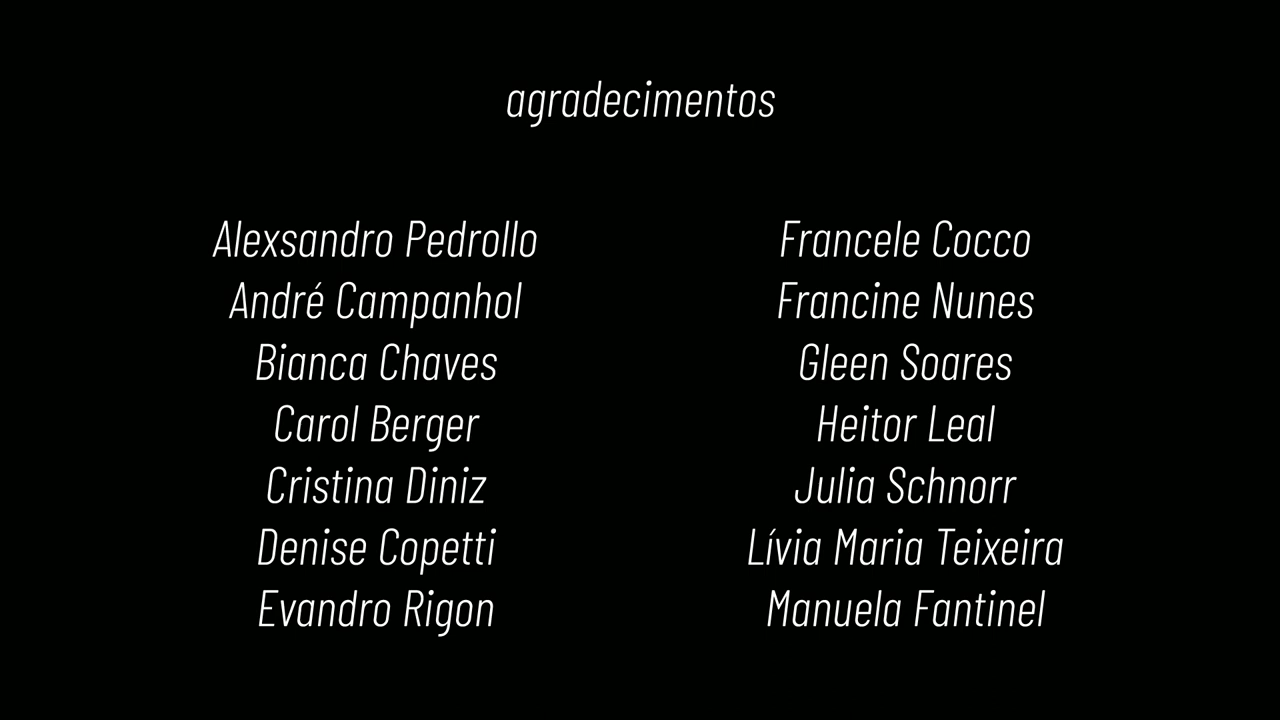 agradecimentos
Alexsandro Pedrollo
André Campanhol
Bianca Chaves
Carol Berger
Cristina Diniz
Denise Copetti
Evandro Rigon
Francele Cocco
Francine Nunes
Gleen Soares
Heitor Leal
Julia Schnorr
Lívia Maria Teixeira
Manuela Fantinel